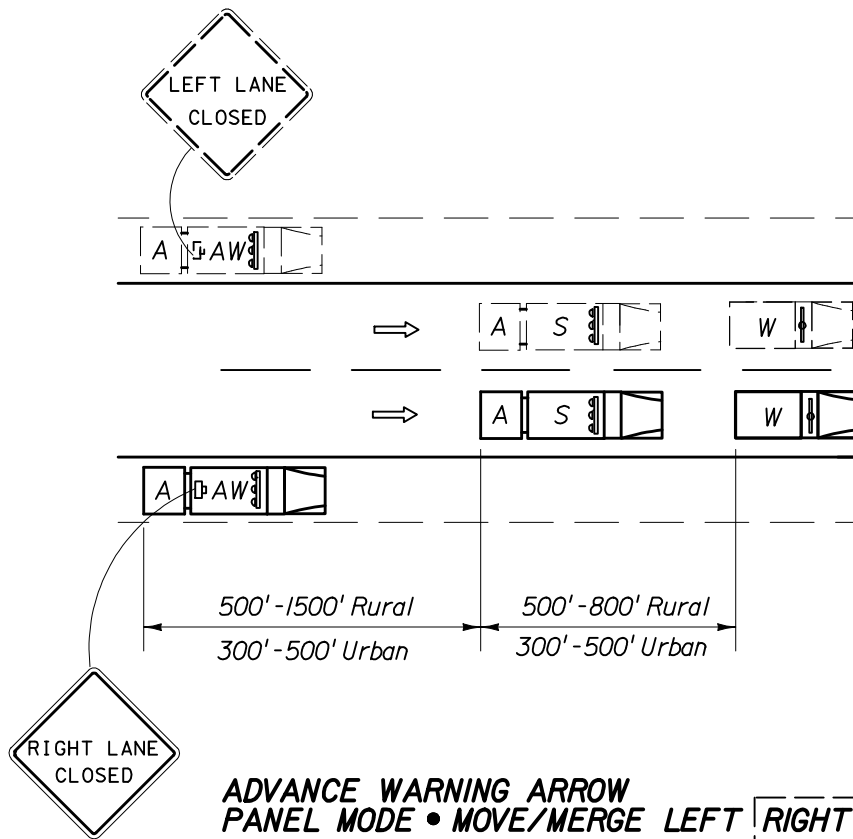 LEFT LANE
CLOSED
A AW
A S W
A S W
A AW
500'-1500' Rural 500'-800' Rural
300'-500' Urban 300'-500' Urban
RIGHT LANE
CLOSED
ADVANCE WARNING ARROW
PANEL MODE • MOVE/MERGE LEFT RIGHT